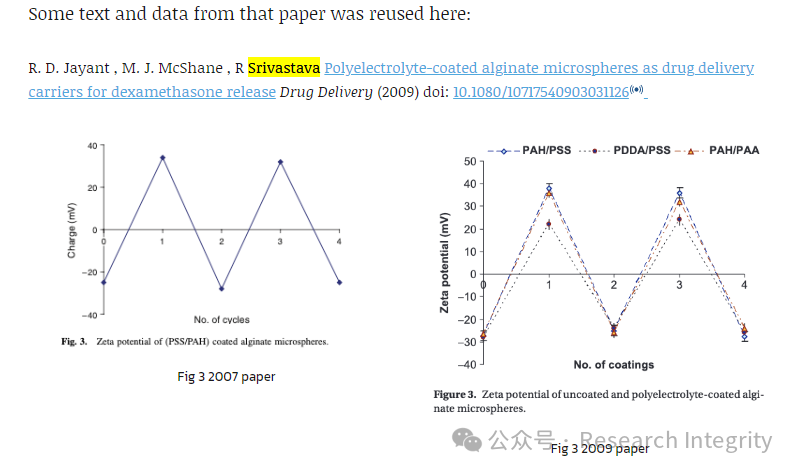 Some text and data from that paper was reused here:
R. D. Jayant , M. J. McShane , R Srivastava Polyelectrolyte-coated alginate microspheres as drug delivery
carriers for dexamethasone release Drug Delivery (2009) doi: 10.1080/10717540903031126
40
20
0
−20
−40
Charge (mV)
0
1
2
3
4
No. of cycles
Fig. 3. Zeta potential of (PSS/PAH) coated alginate microspheres.
Fig 3 2007 paper
PAH/PSS
PDDA/PSS
PAH/PAA
50
40
30
20
10
0
−10
−20
−30
−40
Zeta potential (mV)
0
1
2
3
4
No. of coatings
Figure 3. Zeta potential of uncoated and polyelectrolyte-coated algi-
nate microspheres.
公众号 · Research Integrity
Fig 3 2009 paper